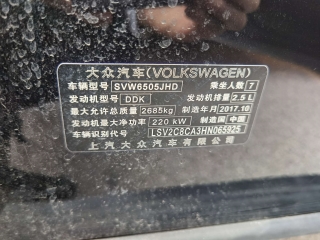 大众汽车(VOLKSWAGEN)
车辆型号 SVW6505JHD 乘坐人数 7
发动机型号 DDK 发动机排量 2.5 L
最大允许总质量 2685kg 制造年月 2017.10
发动机最大净功率 220 kW 制造国 中国
车辆识别代号 LSV2C8CA3HN065925
上汽大众汽车有限公司